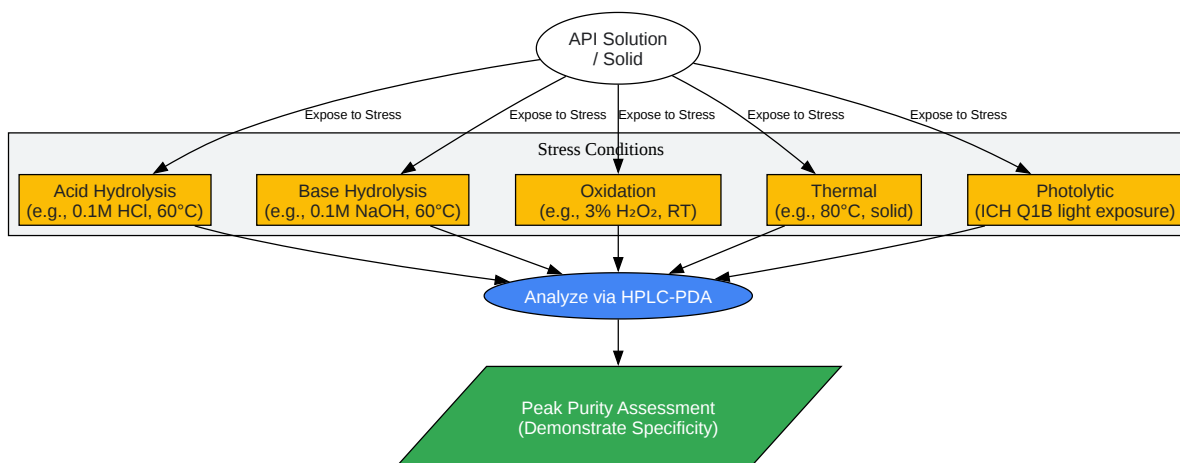 API Solution
/ Solid
Expose to Stress
Expose to Stress
Expose to Stress
Expose to Stress
Expose to Stress
Stress Conditions
Acid Hydrolysis
(e.g., 0.1M HCl, 60°C)
Base Hydrolysis
(e.g., 0.1M NaOH, 60°C)
Oxidation
(e.g., 3% H₂O₂, RT)
Thermal
(e.g., 80°C, solid)
Photolytic
(ICH Q1B light exposure)
Analyze via HPLC-PDA
Peak Purity Assessment
(Demonstrate Specificity)